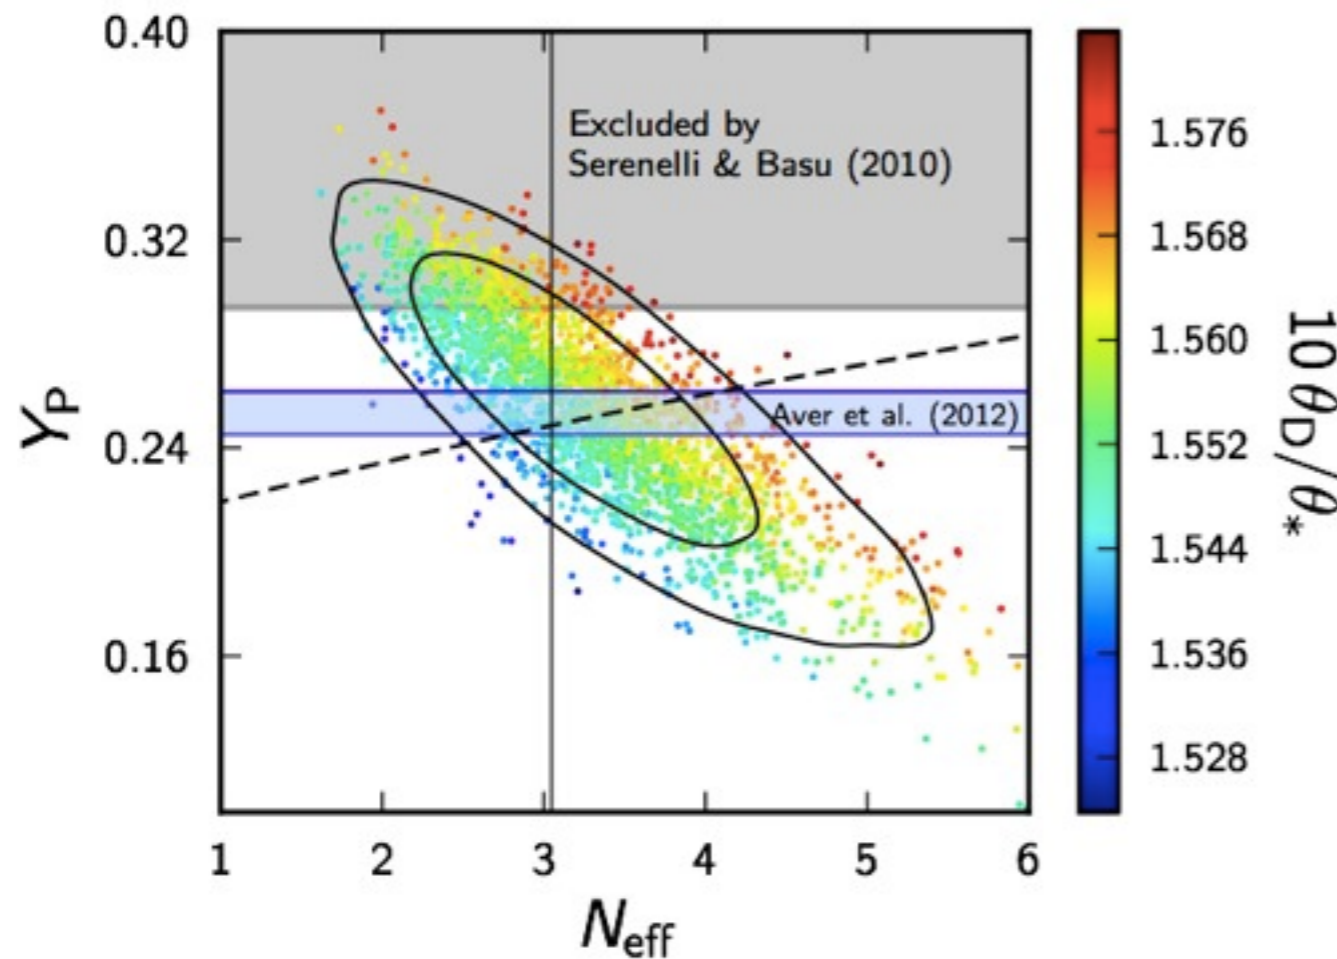 0.40
0.32
0.24
0.16
Y_P
Excluded by
Serenelli & Basu (2010)
Aver et al. (2012)
1
2
3
4
5
6
N_eff
1.576
1.568
1.560
1.552
1.544
1.536
1.528
10 θ_D/θ_*